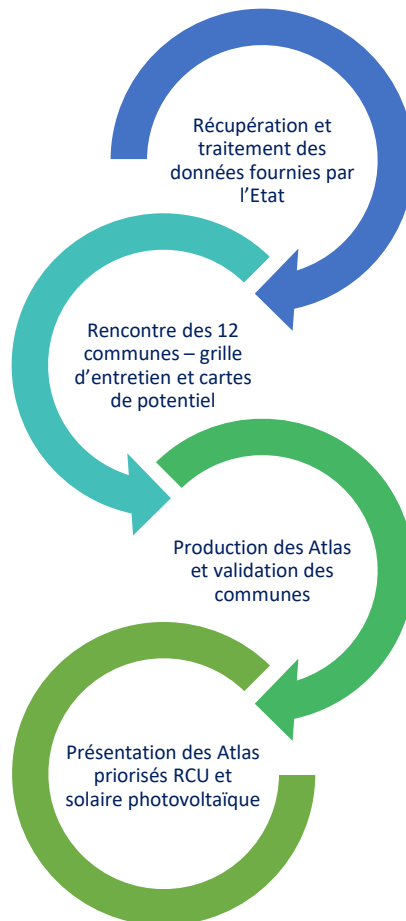 Récupération et
traitement des
données fournies par
l'Etat
Rencontre des 12
communes – grille
d'entretien et cartes
de potentiel
Production des Atlas
et validation des
communes
Présentation des Atlas
priorisés RCU et
solaire photovoltaïque